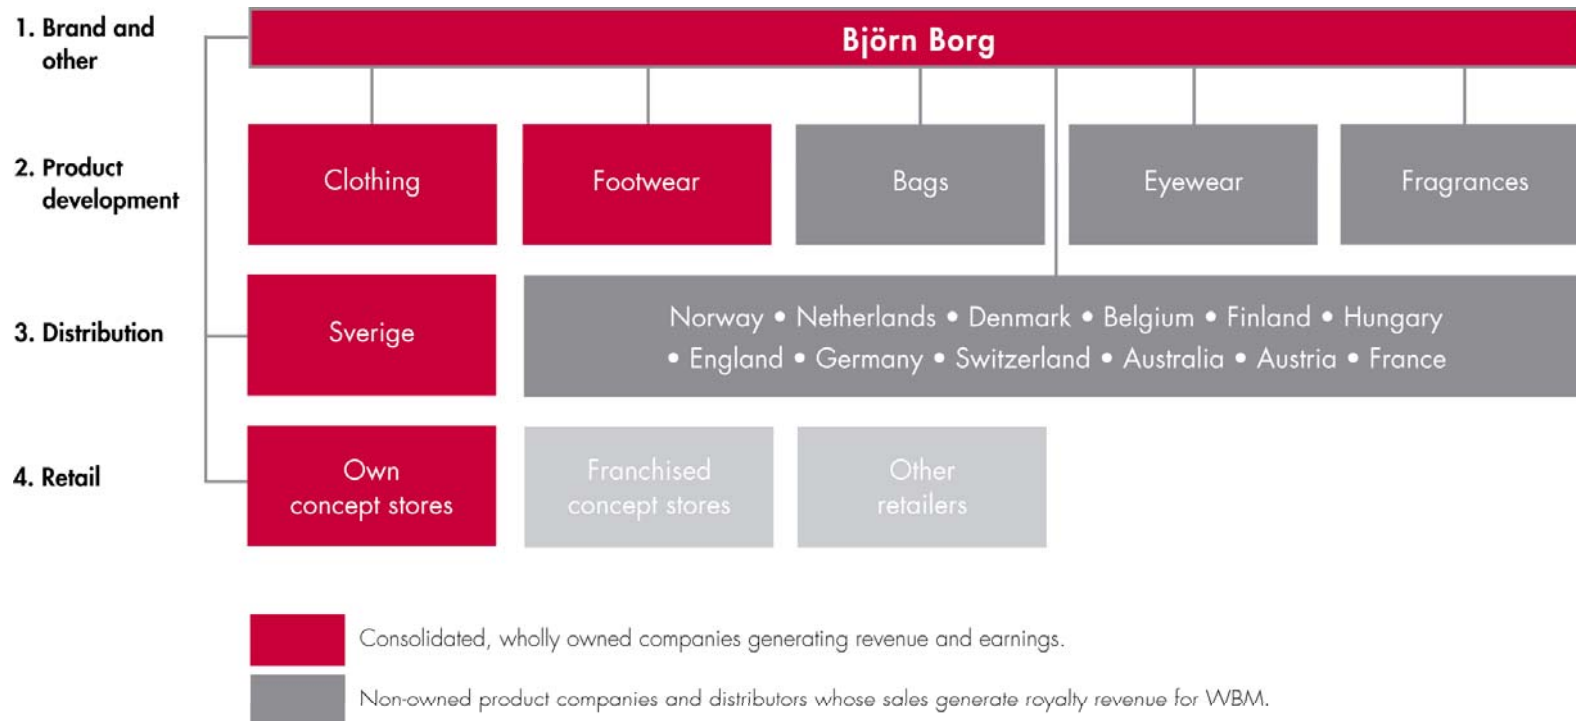 1. Brand and
other
Björn Borg
2. Product
development
Clothing
Footwear
Bags
Eyewear
Fragrances
3. Distribution
Sverige
Norway • Netherlands • Denmark • Belgium • Finland • Hungary
• England • Germany • Switzerland • Australia • Austria • France
4. Retail
Own
concept stores
Franchised
concept stores
Other
retailers
Consolidated, wholly owned companies generating revenue and earnings.
Non-owned product companies and distributors whose sales generate royalty revenue for WBM.